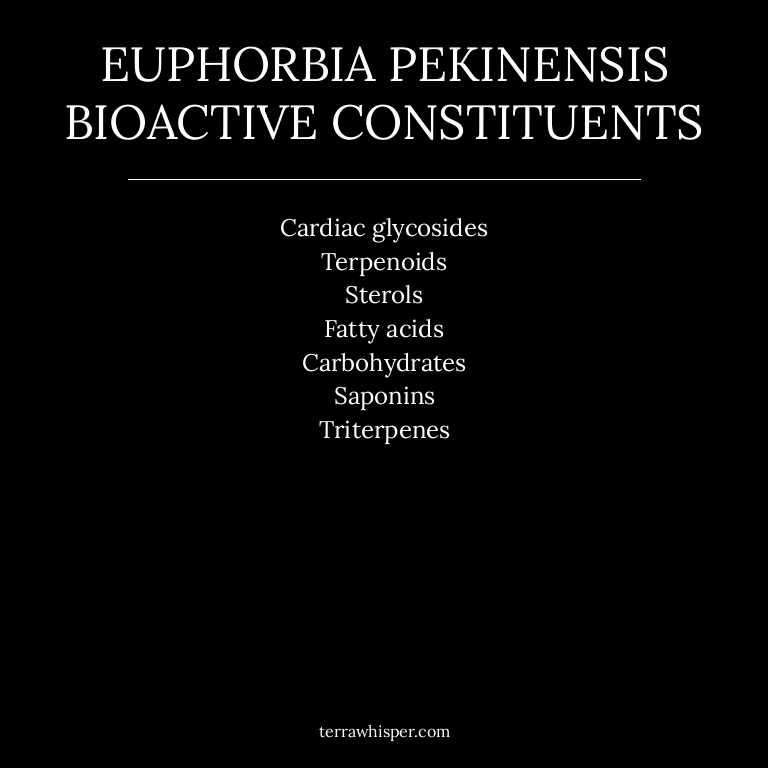 EUPHORBIA PEKINENSIS
BIOACTIVE CONSTITUENTS
Cardiac glycosides
Terpenoids
Sterols
Fatty acids
Carbohydrates
Saponins
Triterpenes
terrawhisper.com